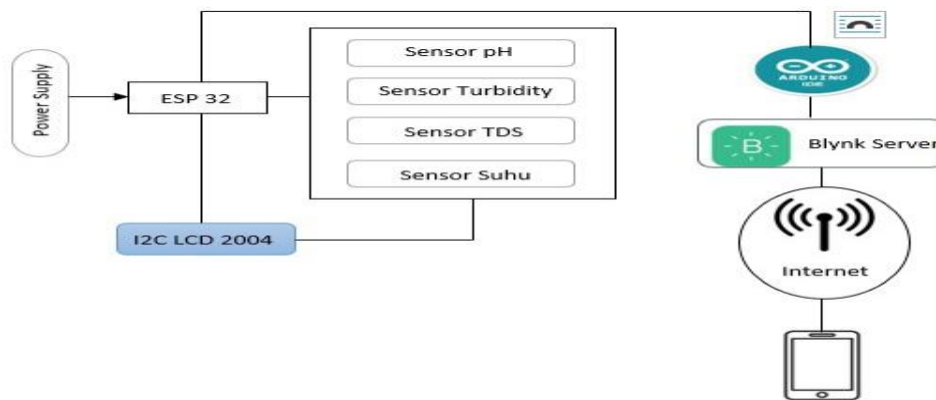 Power Supply
ESP 32
Sensor pH
Sensor Turbidity
Sensor TDS
Sensor Suhu
I2C LCD 2004
ARDUINO
B
Blynk Server
Internet